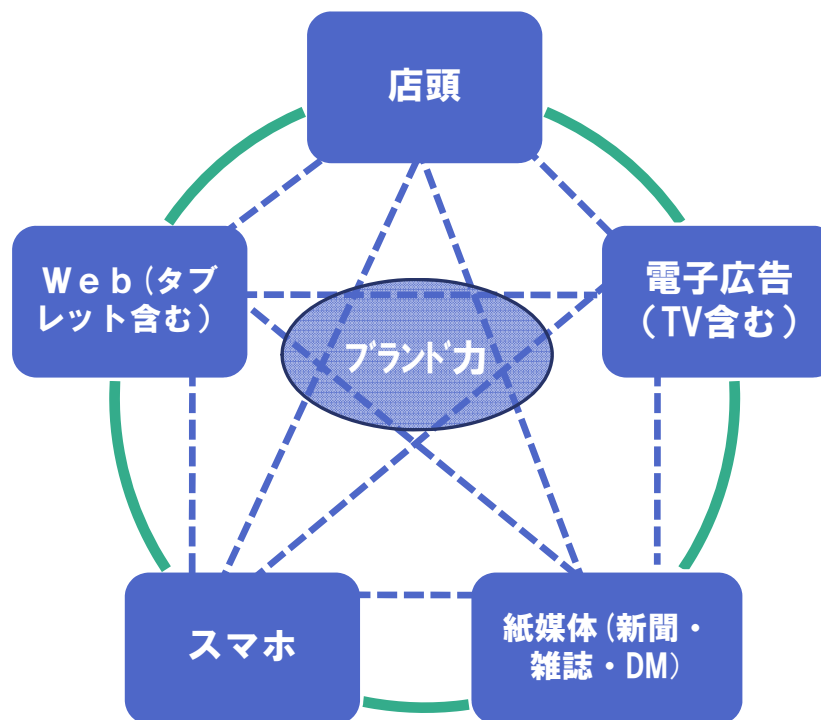 店頭
Ｗｅｂ（タブ
レット含む）
電子広告
（TV含む）
ﾌﾞﾗﾝﾄﾞ力
スマホ
紙媒体（新聞・
雑誌・DM）